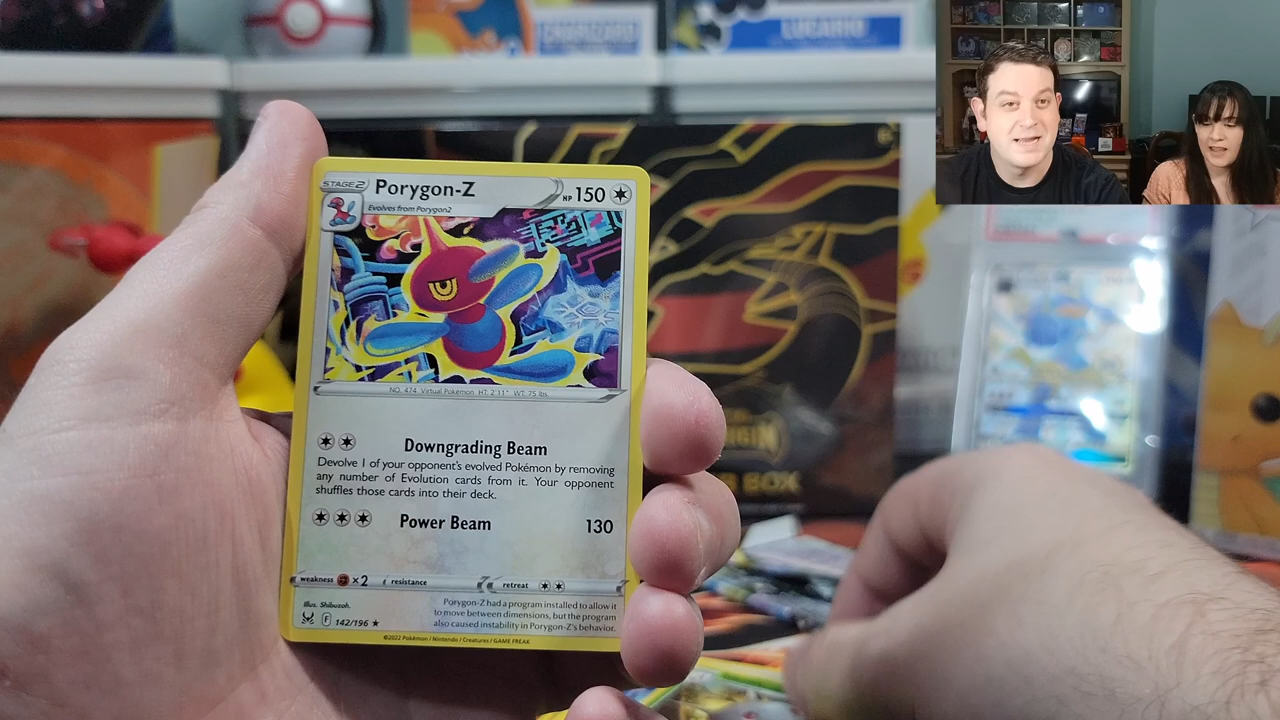 CHARIZARD
LUCARIO
STAGE 2
Porygon-Z
HP 150
Evolves from Porygon2
NO. 474 Virtual Pokémon HT: 2'11" WT: 75 lbs.
Downgrading Beam
Devolve 1 of your opponent's evolved Pokémon by removing
any number of Evolution cards from it. Your opponent
shuffles those cards into their deck.
Power Beam 130
weakness ×2 resistance retreat
Illus. Shibuzoh.
F 142/196 ★
Porygon-Z had a program installed to allow it
to move between dimensions, but the program
also caused instability in Porygon-Z's behavior.
©2022 Pokémon / Nintendo / Creatures / GAME FREAK
BOX